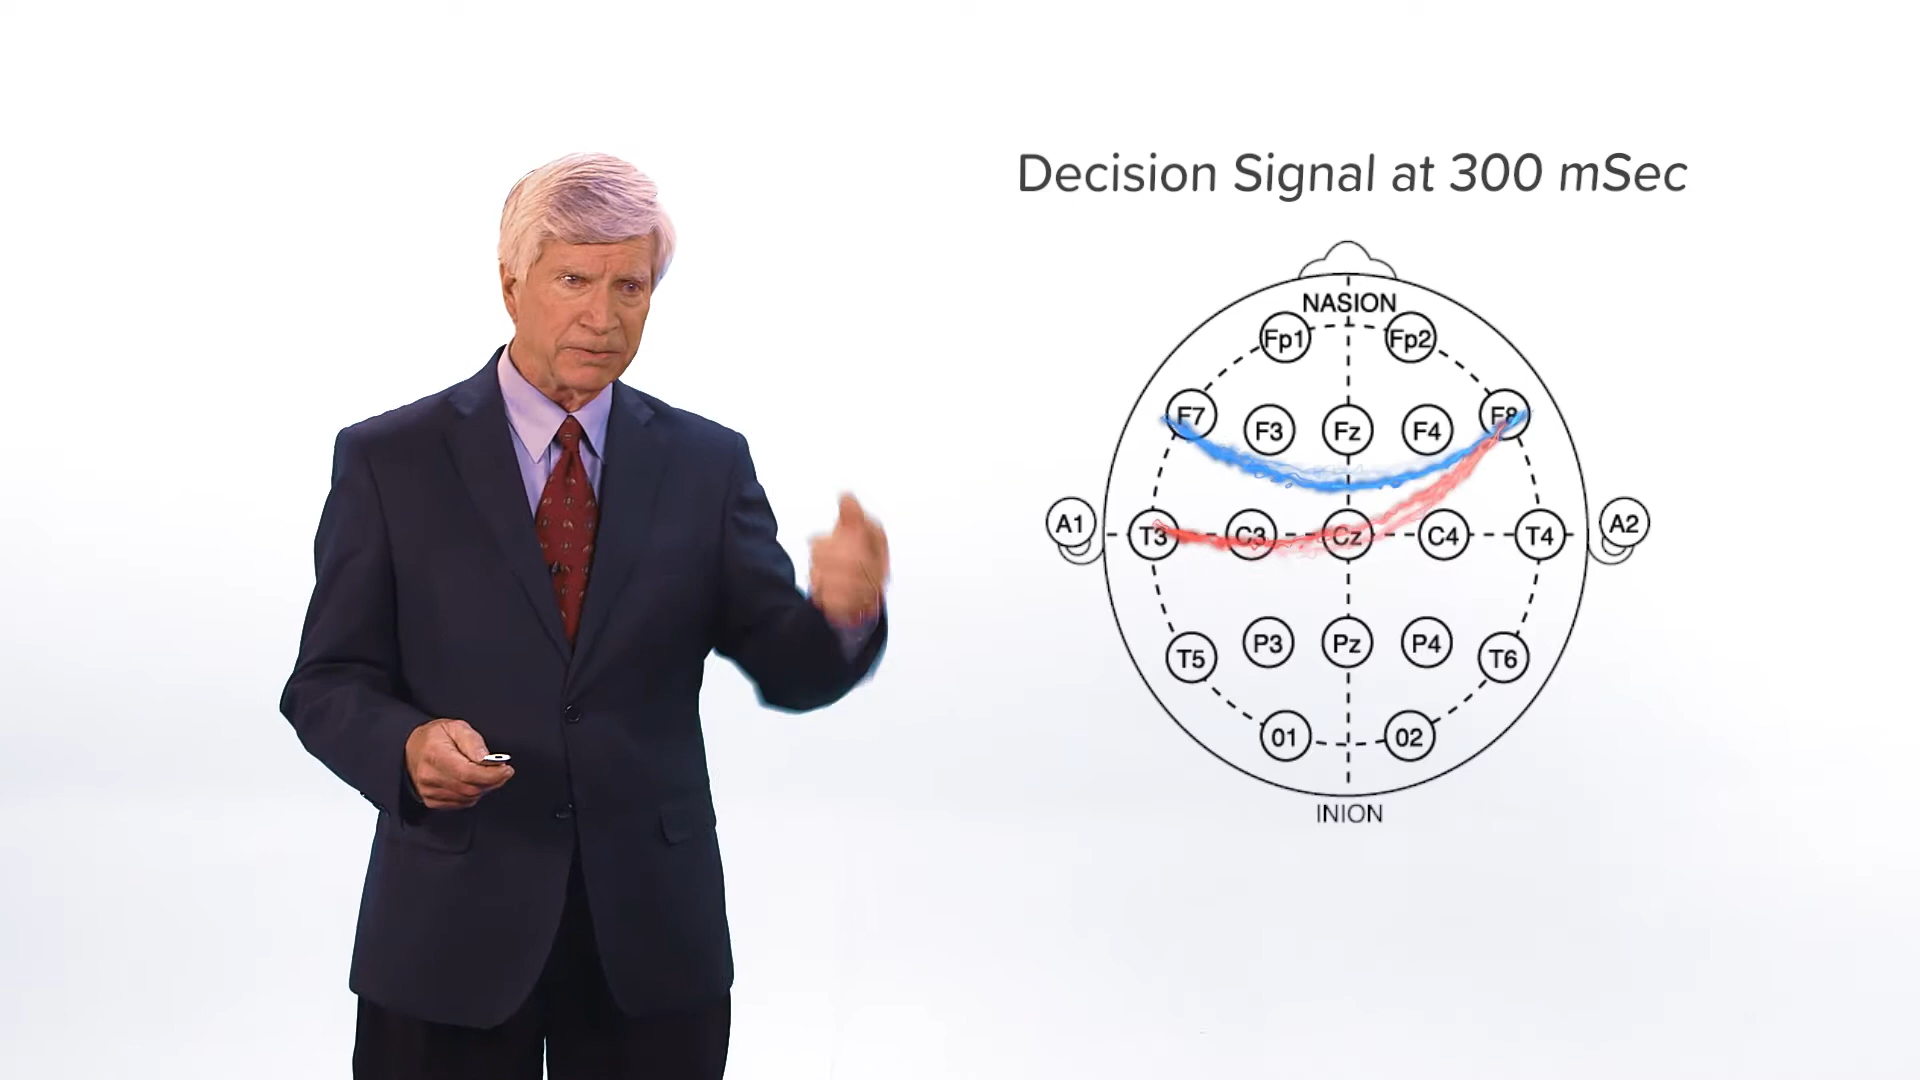 Decision Signal at 300 mSec
NASION
Fp1 Fp2
F7 F3 Fz F4 F8
A1 T3 C3 Cz C4 T4 A2
T5 P3 Pz P4 T6
01 02
INION